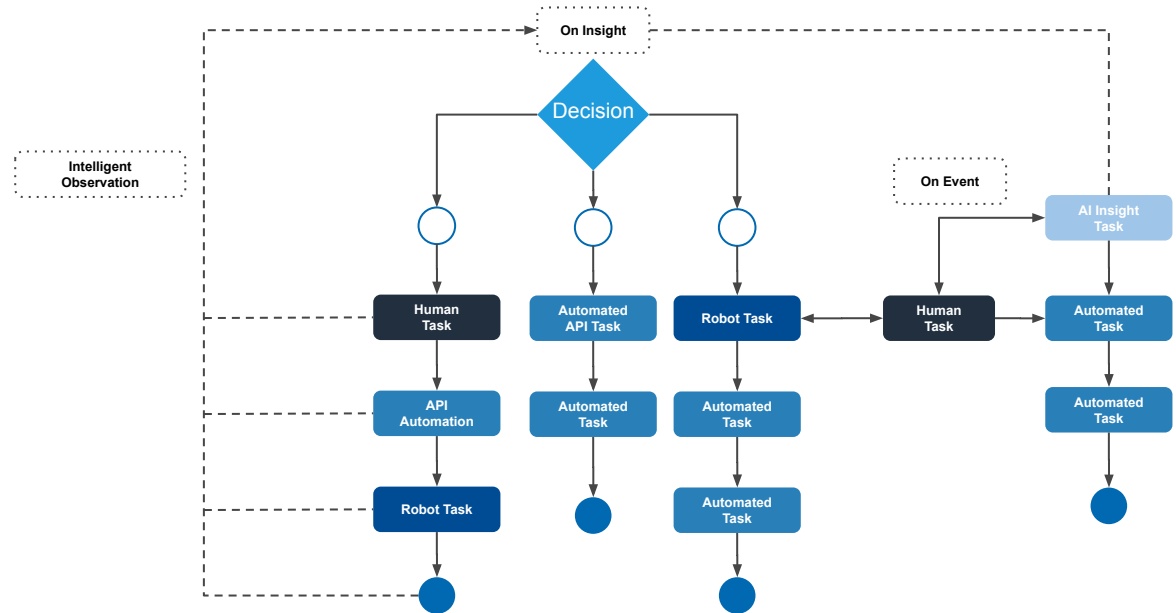 On Insight
Decision
Intelligent
Observation
On Event
AI Insight
Task
Human
Task
Automated
API Task
Robot Task
Human
Task
Automated
Task
API
Automation
Automated
Task
Automated
Task
Automated
Task
Robot Task
Automated
Task